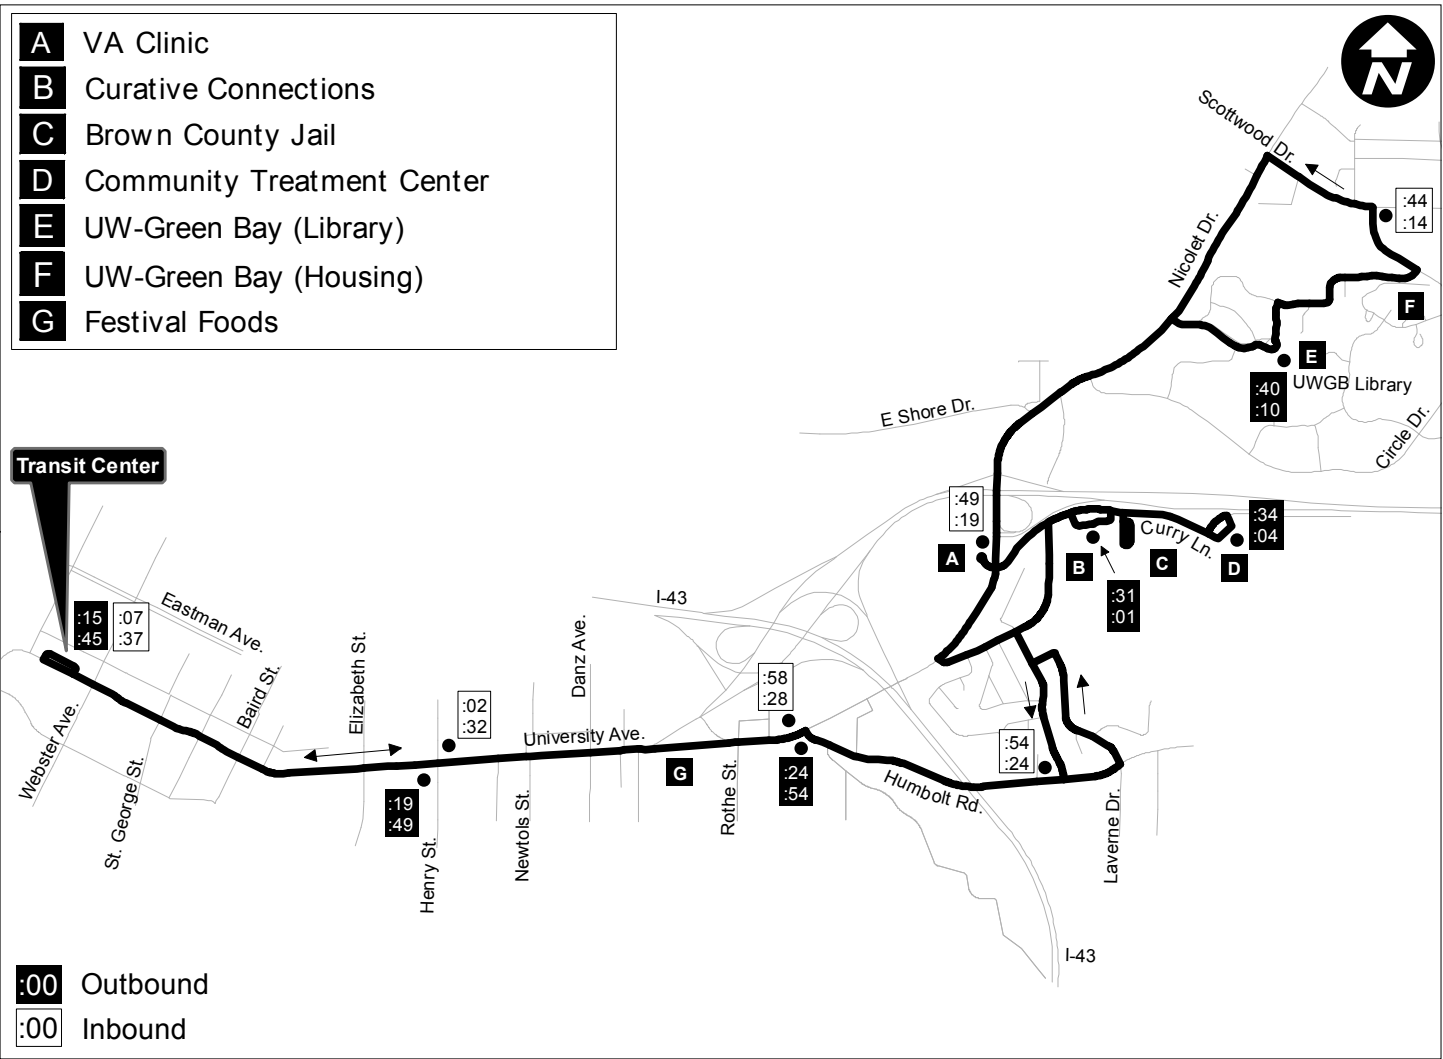 A VA Clinic
B Curative Connections
C Brown County Jail
D Community Treatment Center
E UW-Green Bay (Library)
F UW-Green Bay (Housing)
G Festival Foods
N
Scottwood Dr.
:44
:14
Nicolet Dr.
F
E
UWGB Library
:40
:10
E Shore Dr.
Circle Dr.
Transit Center
:49
:19
:34
:04
Curry Ln.
A
B
C
D
:31
:01
I-43
Eastman Ave.
:15
:45
:07
:37
Baird St.
Elizabeth St.
Danz Ave.
:58
:28
:02
:32
University Ave.
Webster Ave.
St. George St.
G
:54
:24
:24
:54
Humbolt Rd.
:19
:49
Rothe St.
Newtols St.
Henry St.
Laverne Dr.
I-43
:00 Outbound
:00 Inbound